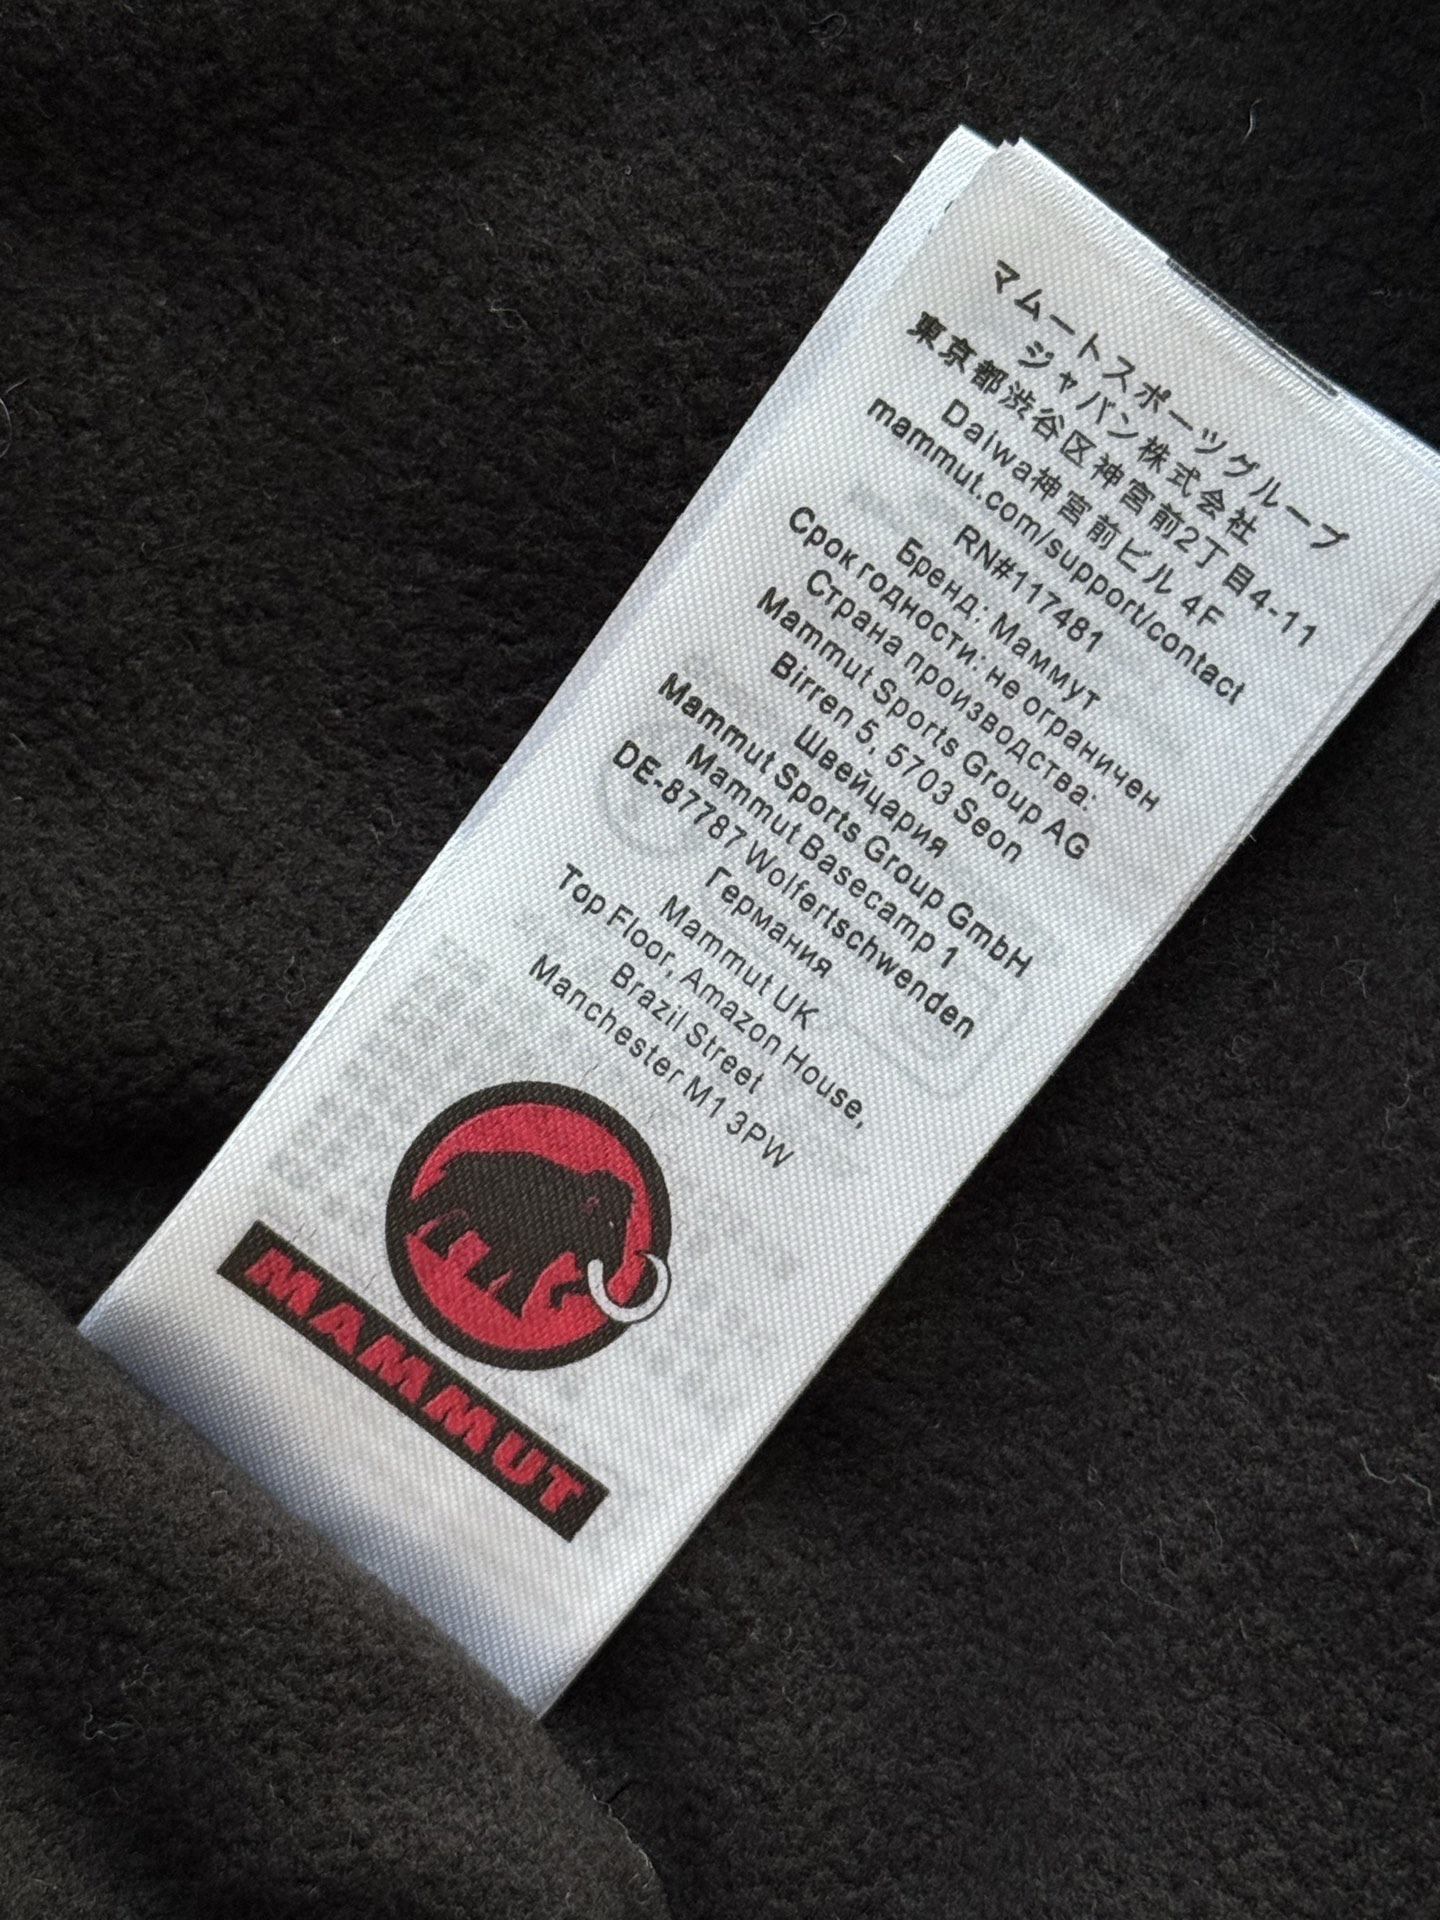 マムートスポーツグループ
ジャパン株式会社
東京都渋谷区神宮前2丁目4-11
Daiwa神宮前ビル 4F
mammut.com/support/contact
RN#117481
Бренд: Маммут
Срок годности: не ограничен
Страна производства:
Mammut Sports Group AG
Birren 5, 5703 Seon
Швейцария
Mammut Sports Group GmbH
Mammut Basecamp 1
DE-87787 Wolfertschwenden
Германия
Mammut UK
Top Floor, Amazon House,
Brazil Street
Manchester M1 3PW
MAMMUT